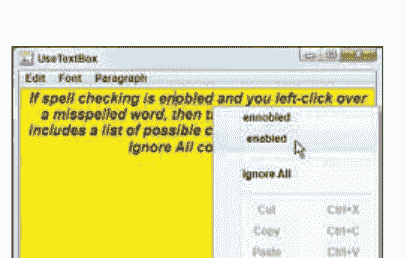 UseTextBox
Edit Font Paragraph
If spell checking is enobled and you left-click over
a misspelled word, then t
includes a list of possible c
Ignore All co
ennobled
enabled
Ignore All
Cut Ctrl+X
Copy Ctrl+C
Paste Ctrl+V